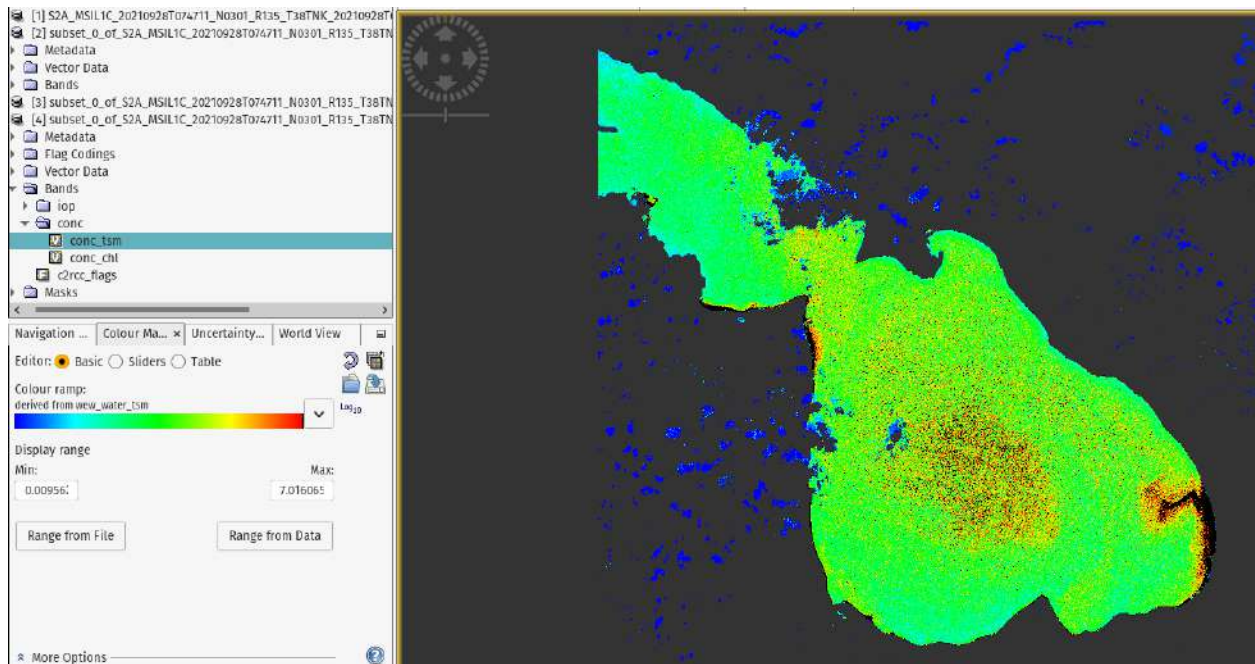 [1] S2A_MSIL1C_20210928T074711_N0301_R135_T38TNK_20210928T
[2] subset_0_of_S2A_MSIL1C_20210928T074711_N0301_R135_T38TN
Metadata
Vector Data
Bands
[3] subset_0_of_S2A_MSIL1C_20210928T074711_N0301_R135_T38TN
[4] subset_0_of_S2A_MSIL1C_20210928T074711_N0301_R135_T38TN
Metadata
Flag Codings
Vector Data
Bands
iop
conc
conc_tsm
conc_chl
c2rcc_flags
Masks
Navigation ... Colour Ma... × Uncertainty... World View
Editor: Basic Sliders Table
Colour ramp:
derived from wew_water_tsm
Log10
Display range
Min: Max:
0.00956 7.016065
Range from File Range from Data
More Options